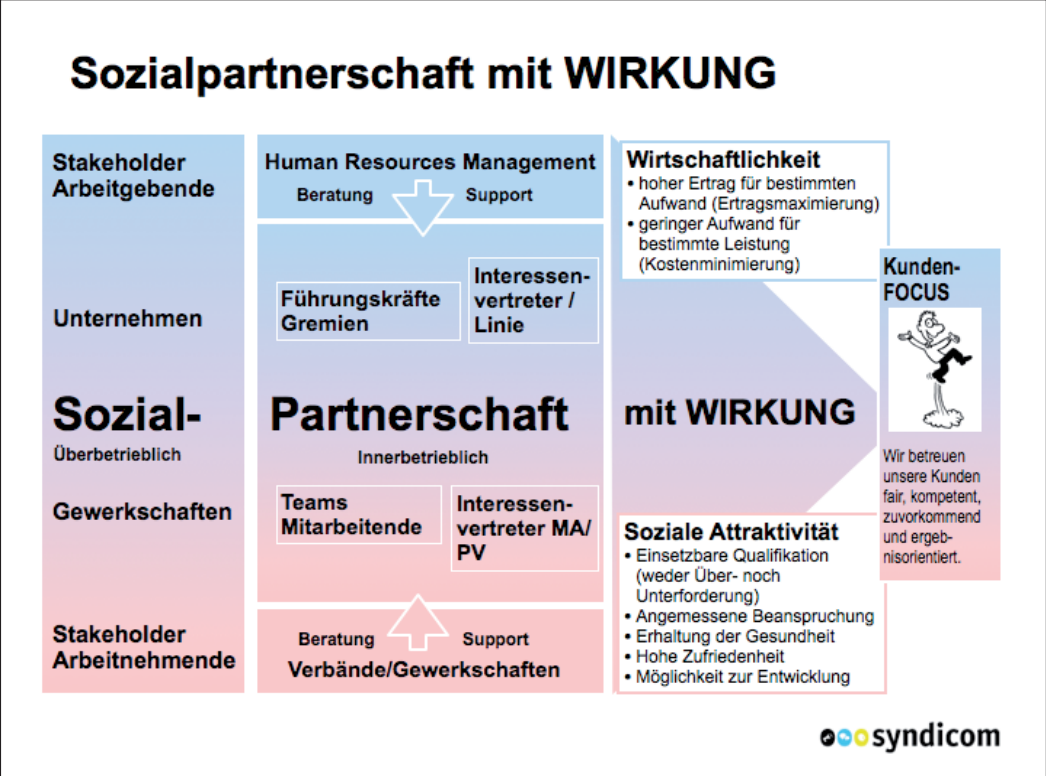 Sozialpartnerschaft mit WIRKUNG
Stakeholder
Arbeitgebende
Unternehmen
Sozial-
Überbetrieblich
Gewerkschaften
Stakeholder
Arbeitnehmende
Human Resources Management
Beratung Support
Führungskräfte
Gremien
Interessen-
vertreter /
Linie
Partnerschaft
Innerbetrieblich
Teams
Mitarbeitende
Interessen-
vertreter MA/
PV
Beratung Support
Verbände/Gewerkschaften
Wirtschaftlichkeit
• hoher Ertrag für bestimmten
Aufwand (Ertragsmaximierung)
• geringer Aufwand für
bestimmte Leistung
(Kostenminimierung)
mit WIRKUNG
Soziale Attraktivität
• Einsetzbare Qualifikation
(weder Über- noch
Unterforderung)
• Angemessene Beanspruchung
• Erhaltung der Gesundheit
• Hohe Zufriedenheit
• Möglichkeit zur Entwicklung
Kunden-
FOCUS
Wir betreuen
unsere Kunden
fair, kompetent,
zuvorkommend
und ergeb-
nisorientiert.
syndicom